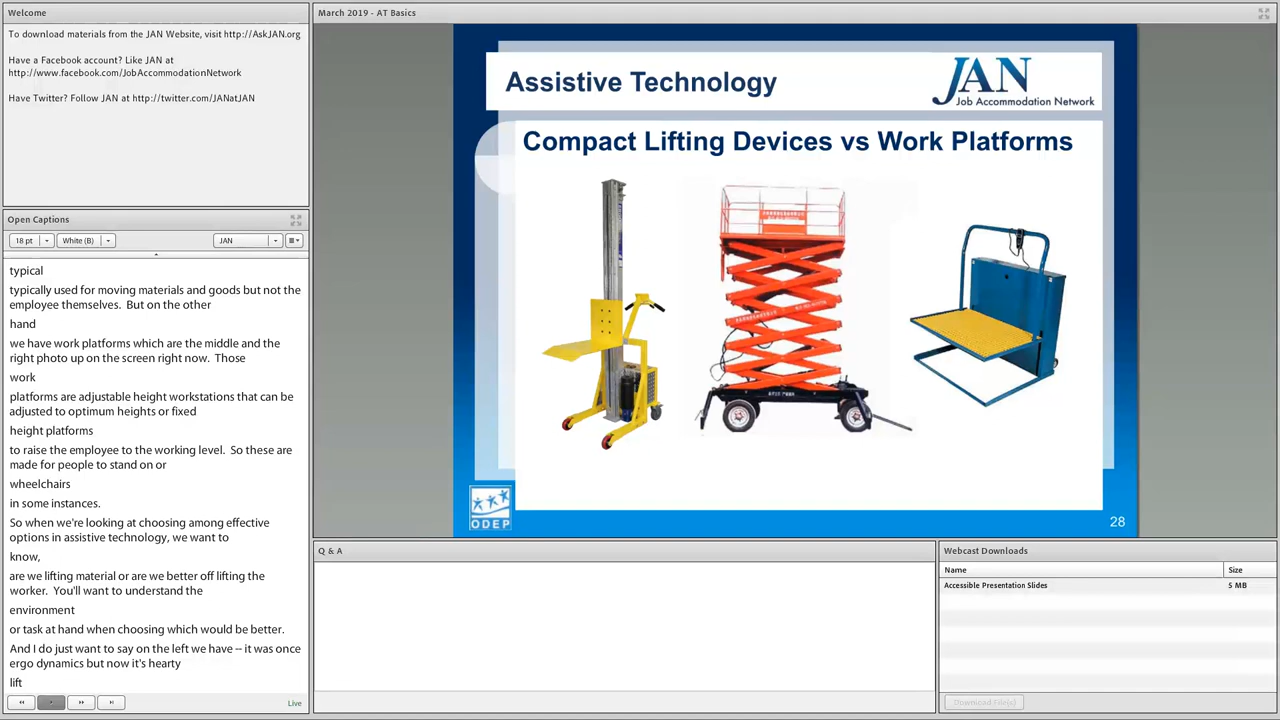 Welcome
To download materials from the JAN Website, visit http://AskJAN.org
Have a Facebook account? Like JAN at
http://www.facebook.com/JobAccommodationNetwork
Have Twitter? Follow JAN at http://twitter.com/JANatJAN
Open Captions
18 pt
White (B)
JAN
typical
typically used for moving materials and goods but not the
employee themselves. But on the other
hand
we have work platforms which are the middle and the
right photo up on the screen right now. Those
work
platforms are adjustable height workstations that can be
adjusted to optimum heights or fixed
height platforms
to raise the employee to the working level. So these are
made for people to stand on or
wheelchairs
in some instances.
So when we're looking at choosing among effective
options in assistive technology, we want to
know,
are we lifting material or are we better off lifting the
worker. You'll want to understand the
environment
or task at hand when choosing which would be better.
And I do just want to say on the left we have -- it was once
ergo dynamics but now it's hearty
lift
Live
March 2019 - AT Basics
Assistive Technology
JAN
Job Accommodation Network
Compact Lifting Devices vs Work Platforms
ODEP
28
Q & A
Webcast Downloads
Name Size
Accessible Presentation Slides 5 MB
Download File(s)